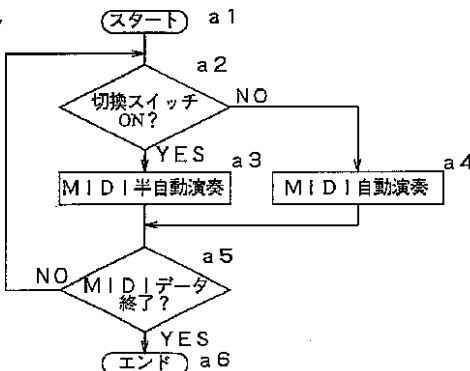 スタート a1
a2
切換スイッチ
ON?
NO
YES
a3
a4
MIDI半自動演奏
MIDI自動演奏
a5
NO
MIDIデータ
終了?
YES
エンド a6